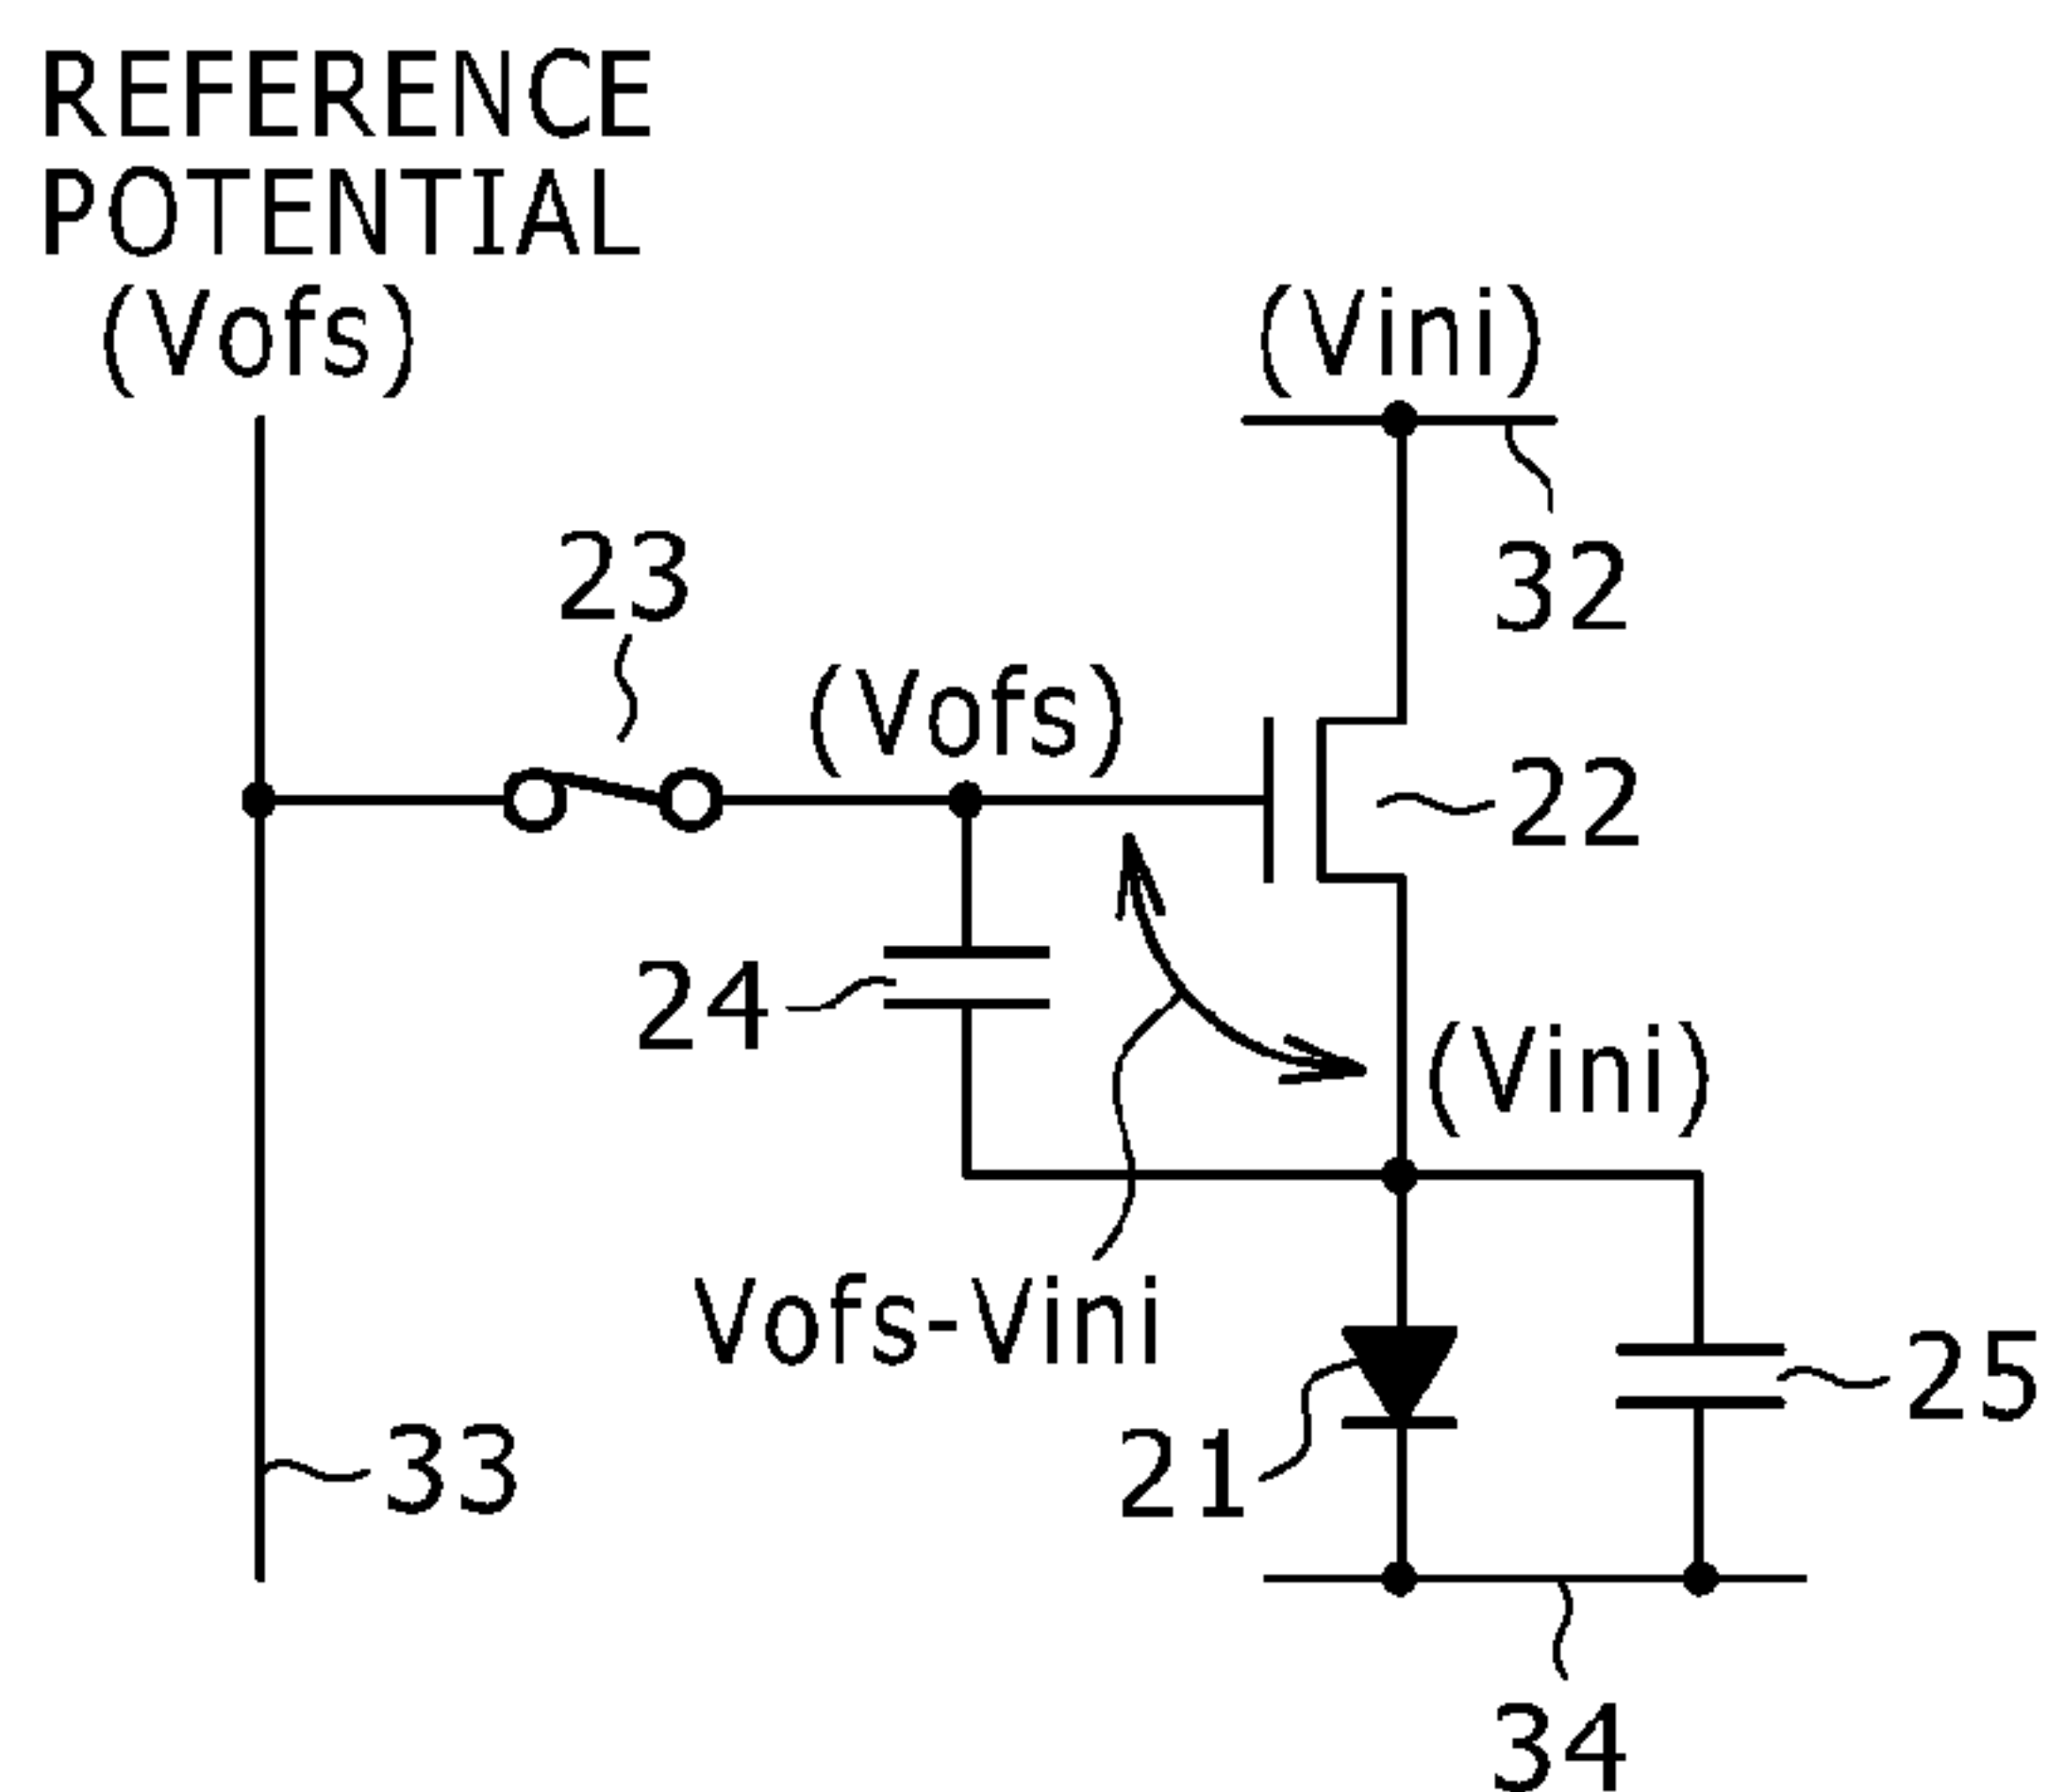 REFERENCE
POTENTIAL
(Vofs)
(Vini)
32
23
(Vofs)
22
24
(Vini)
Vofs-Vini
25
21
33
34